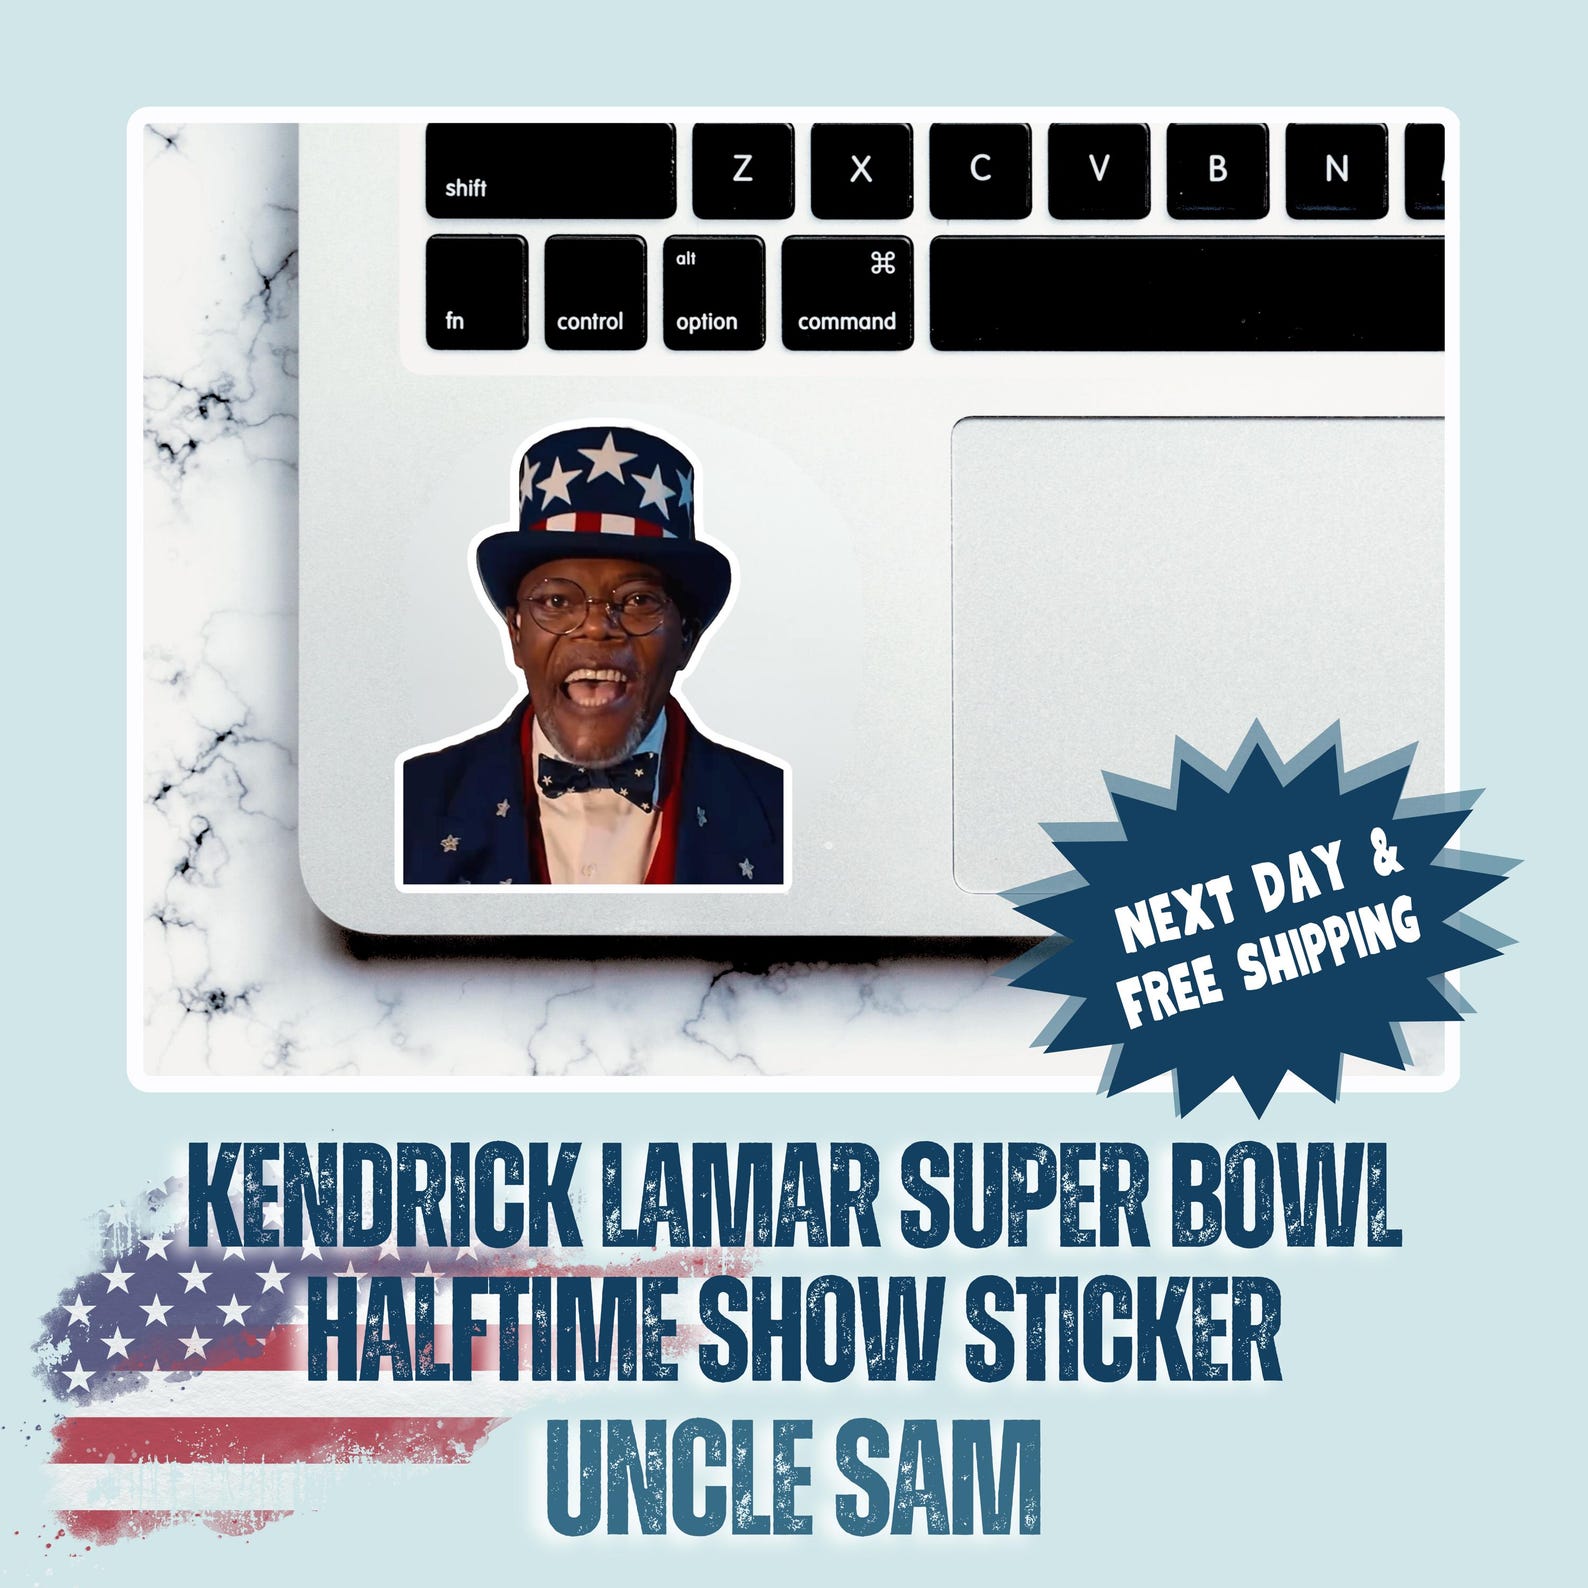 shift
Z
X
C
V
B
N
fn
control
alt
option
⌘
command
NEXT DAY &
FREE SHIPPING
KENDRICK LAMAR SUPER BOWL
HALFTIME SHOW STICKER
UNCLE SAM